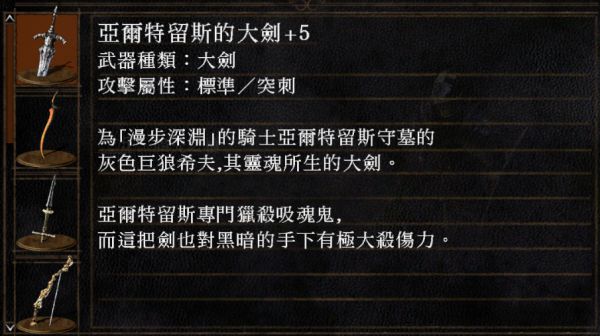 亞爾特留斯的大劍+5
武器種類：大劍
攻擊屬性：標準／突刺
為｢漫步深淵｣的騎士亞爾特留斯守墓的
灰色巨狼希夫,其靈魂所生的大劍。
亞爾特留斯專門獵殺吸魂鬼,
而這把劍也對黑暗的手下有極大殺傷力。